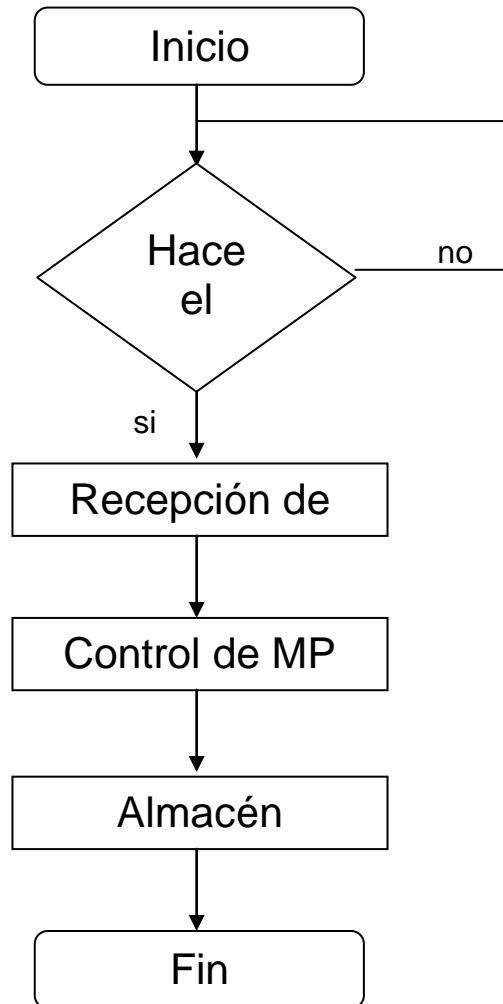 Inicio
Hace
el
no
si
Recepción de
Control de MP
Almacén
Fin